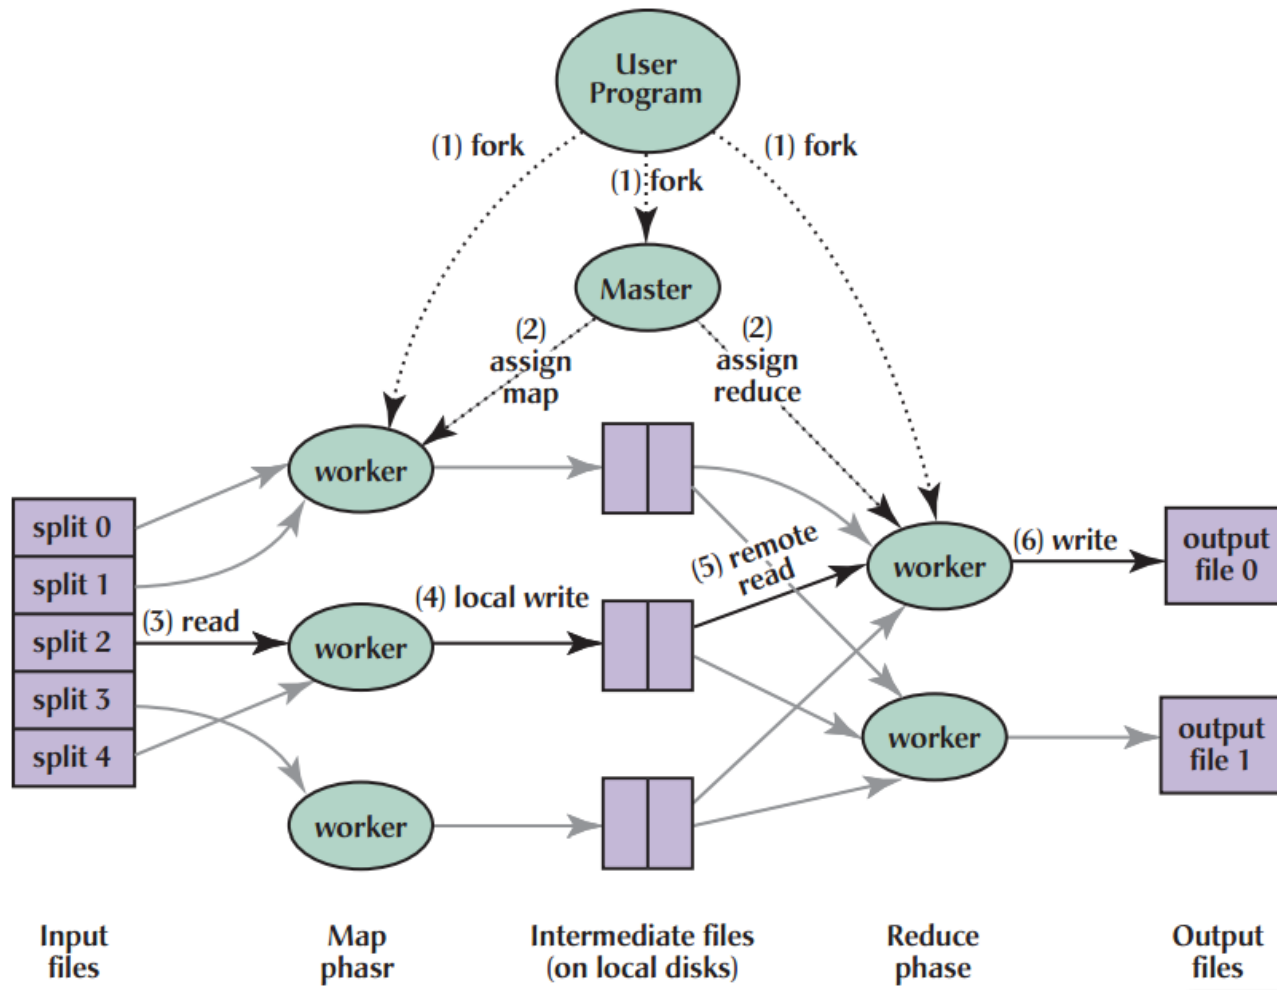 User
Program
(1) fork
(1) fork
(1) fork
Master
(2)
assign
map
(2)
assign
reduce
worker
split 0
split 1
split 2
split 3
split 4
(3) read
worker
(4) local write
(5) remote
read
worker
(6) write
output
file 0
worker
output
file 1
worker
Input
files
Map
phasr
Intermediate files
(on local disks)
Reduce
phase
Output
files